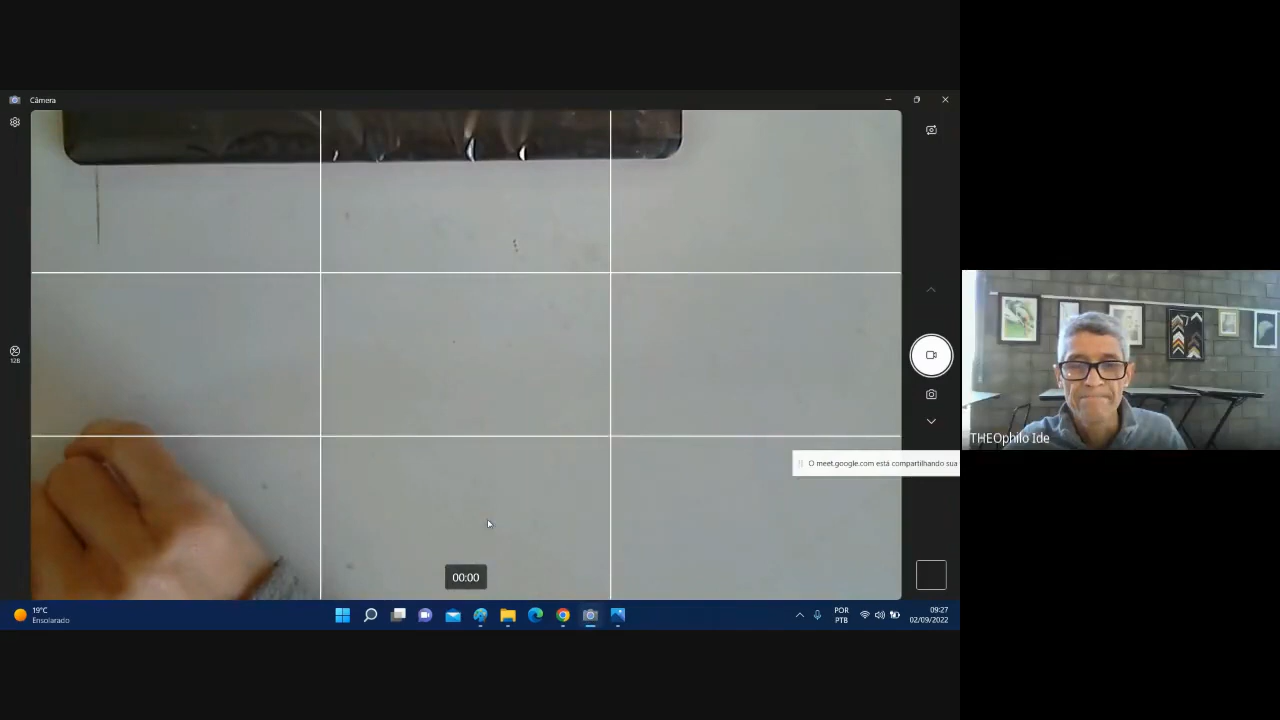 Câmera
128
THEOphilo Ide
O meet.google.com está compartilhando sua
00:00
19°C
Ensolarado
POR
PTB
09:27
02/09/2022